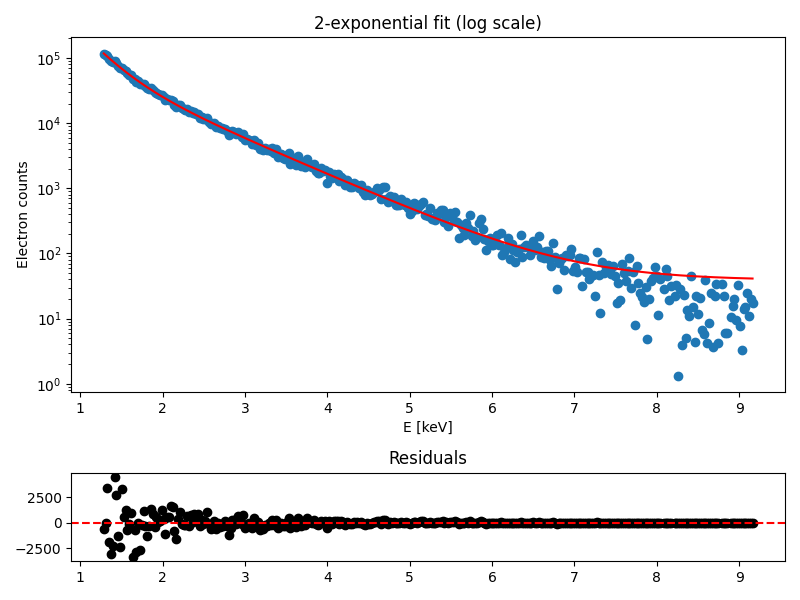 2-exponential fit (log scale)
Electron counts
10^5
10^4
10^3
10^2
10^1
10^0
1 2 3 4 5 6 7 8 9
E [keV]
Residuals
2500
0
−2500
1 2 3 4 5 6 7 8 9